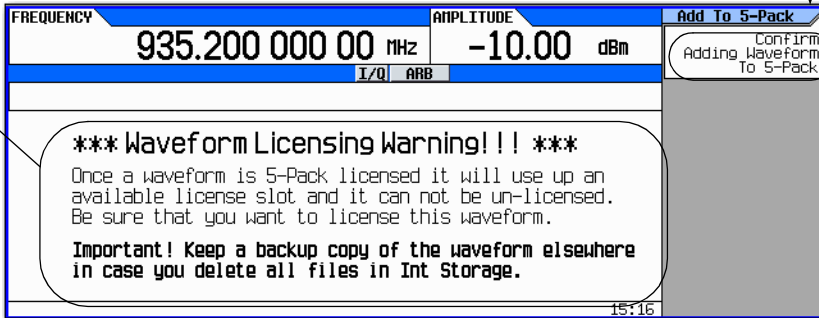 FREQUENCY
AMPLITUDE
Add To 5-Pack
935.200 000 00 MHz
-10.00 dBm
Confirm
Adding Waveform
To 5-Pack
I/Q ARB
*** Waveform Licensing Warning!!! ***
Once a waveform is 5-Pack licensed it will use up an
available license slot and it can not be un-licensed.
Be sure that you want to license this waveform.
Important! Keep a backup copy of the waveform elsewhere
in case you delete all files in Int Storage.
15:16